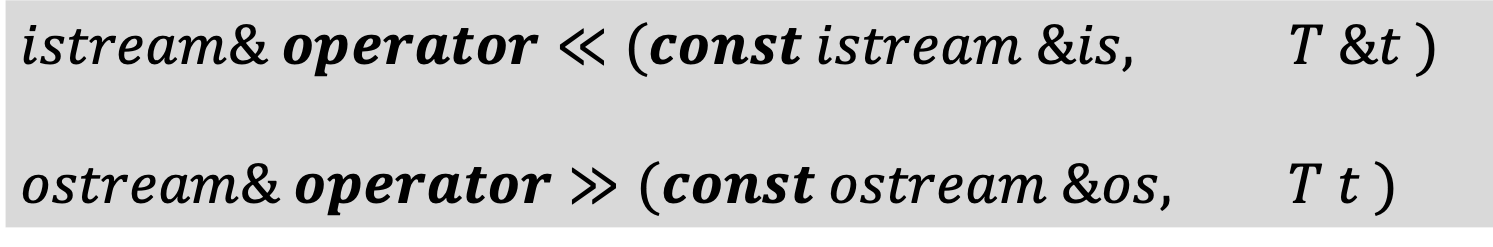 istream& operator ≪ (const istream &is, T &t )
ostream& operator ≫ (const ostream &os, T t )